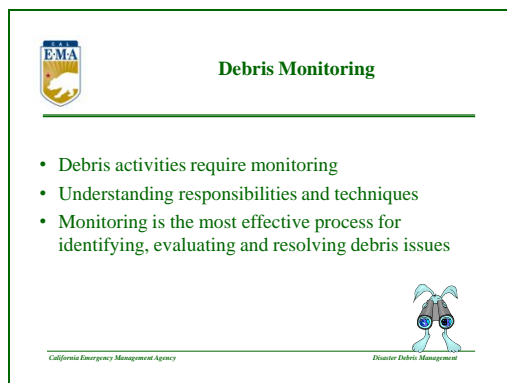 CAL
E·M·A
Debris Monitoring
• Debris activities require monitoring
• Understanding responsibilities and techniques
• Monitoring is the most effective process for
identifying, evaluating and resolving debris issues
California Emergency Management Agency
Disaster Debris Management